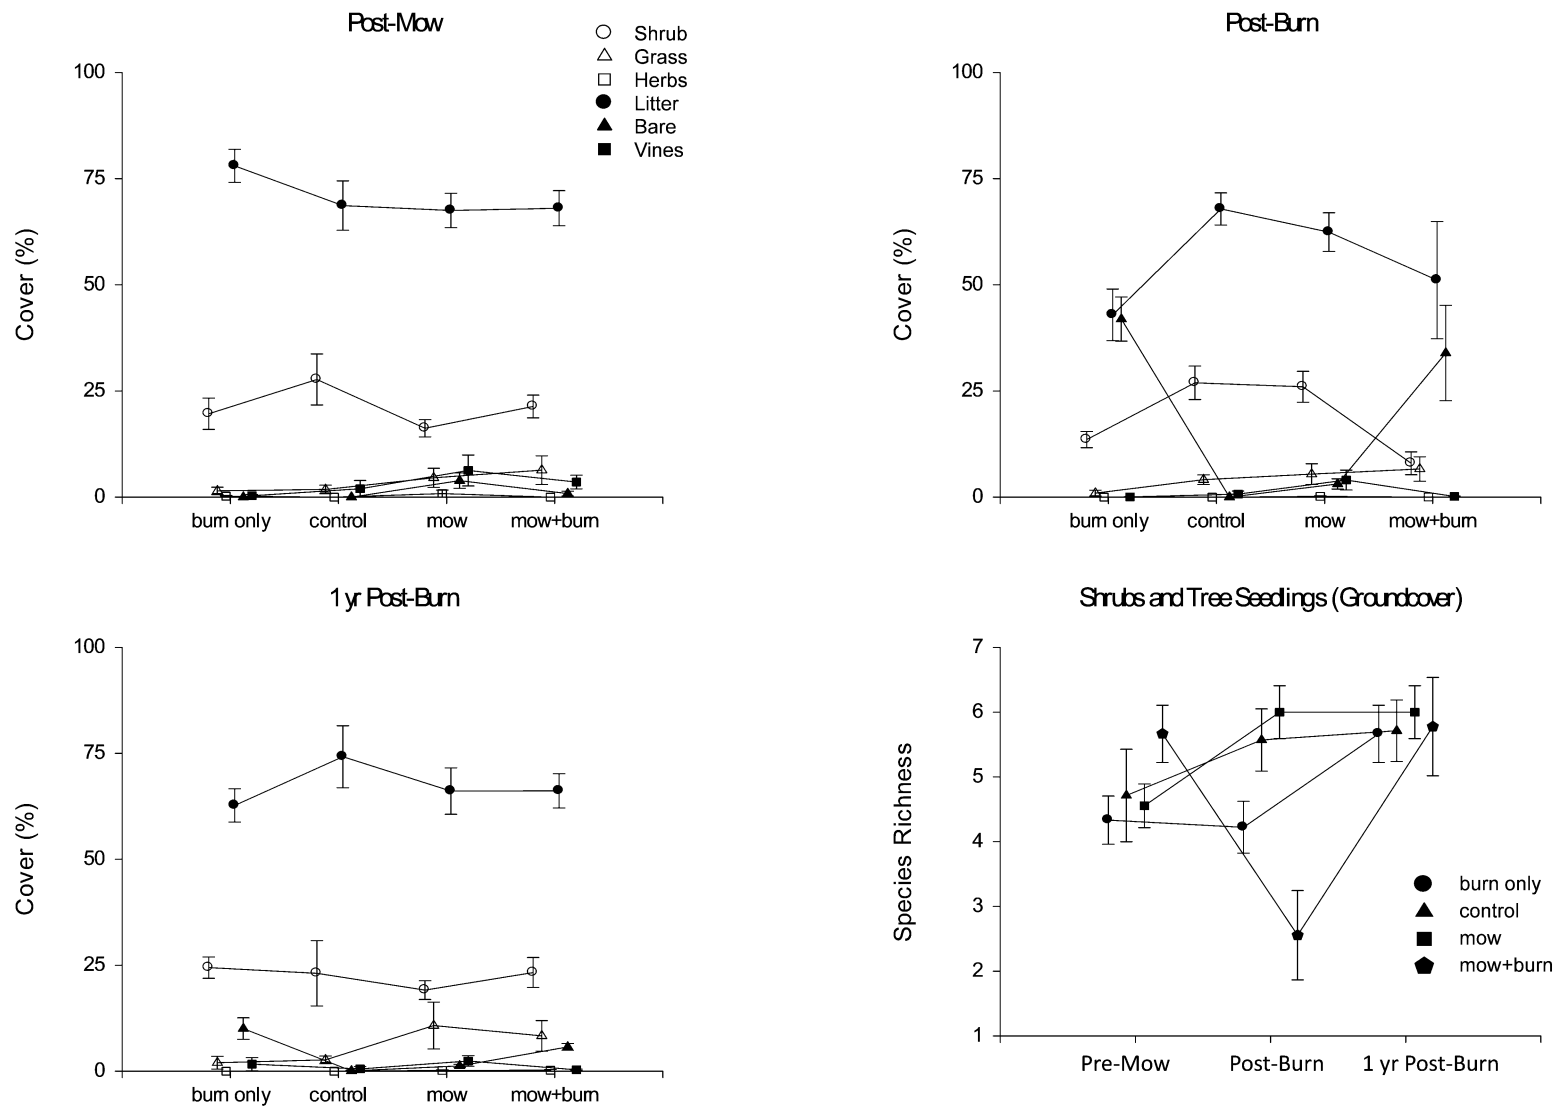 Post-Mow
Shrub
Grass
Herbs
Litter
Bare
Vines
100
75
50
25
0
Cover (%)
burn only control mow mow+burn
Post-Burn
100
75
50
25
0
Cover (%)
burn only control mow mow+burn
1 yr Post-Burn
100
75
50
25
0
Cover (%)
burn only control mow mow+burn
Shrubs and Tree Seedlings (Groundcover)
7
6
5
4
3
2
1
Species Richness
burn only
control
mow
mow+burn
Pre-Mow Post-Burn 1 yr Post-Burn